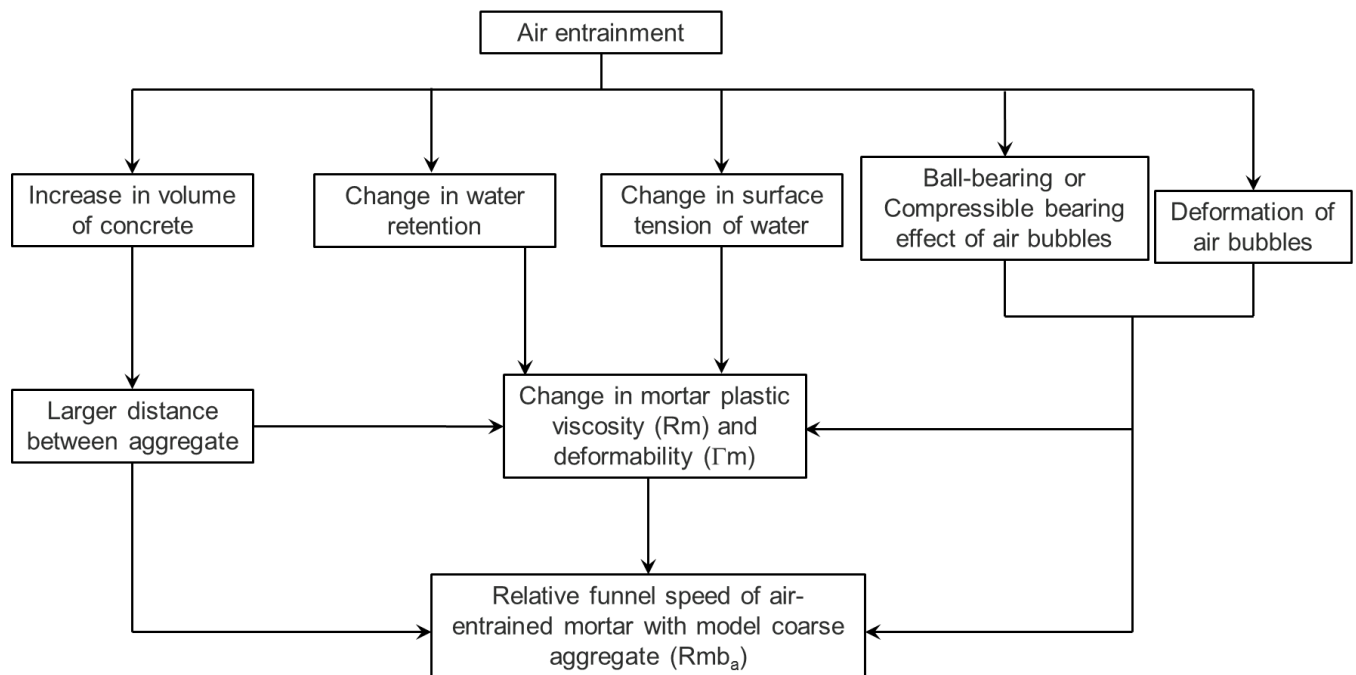 Air entrainment
Increase in volume
of concrete
Change in water
retention
Change in surface
tension of water
Ball-bearing or
Compressible bearing
effect of air bubbles
Deformation of
air bubbles
Larger distance
between aggregate
Change in mortar plastic
viscosity (Rm) and
deformability (Γm)
Relative funnel speed of air-
entrained mortar with model coarse
aggregate (Rmbₐ)